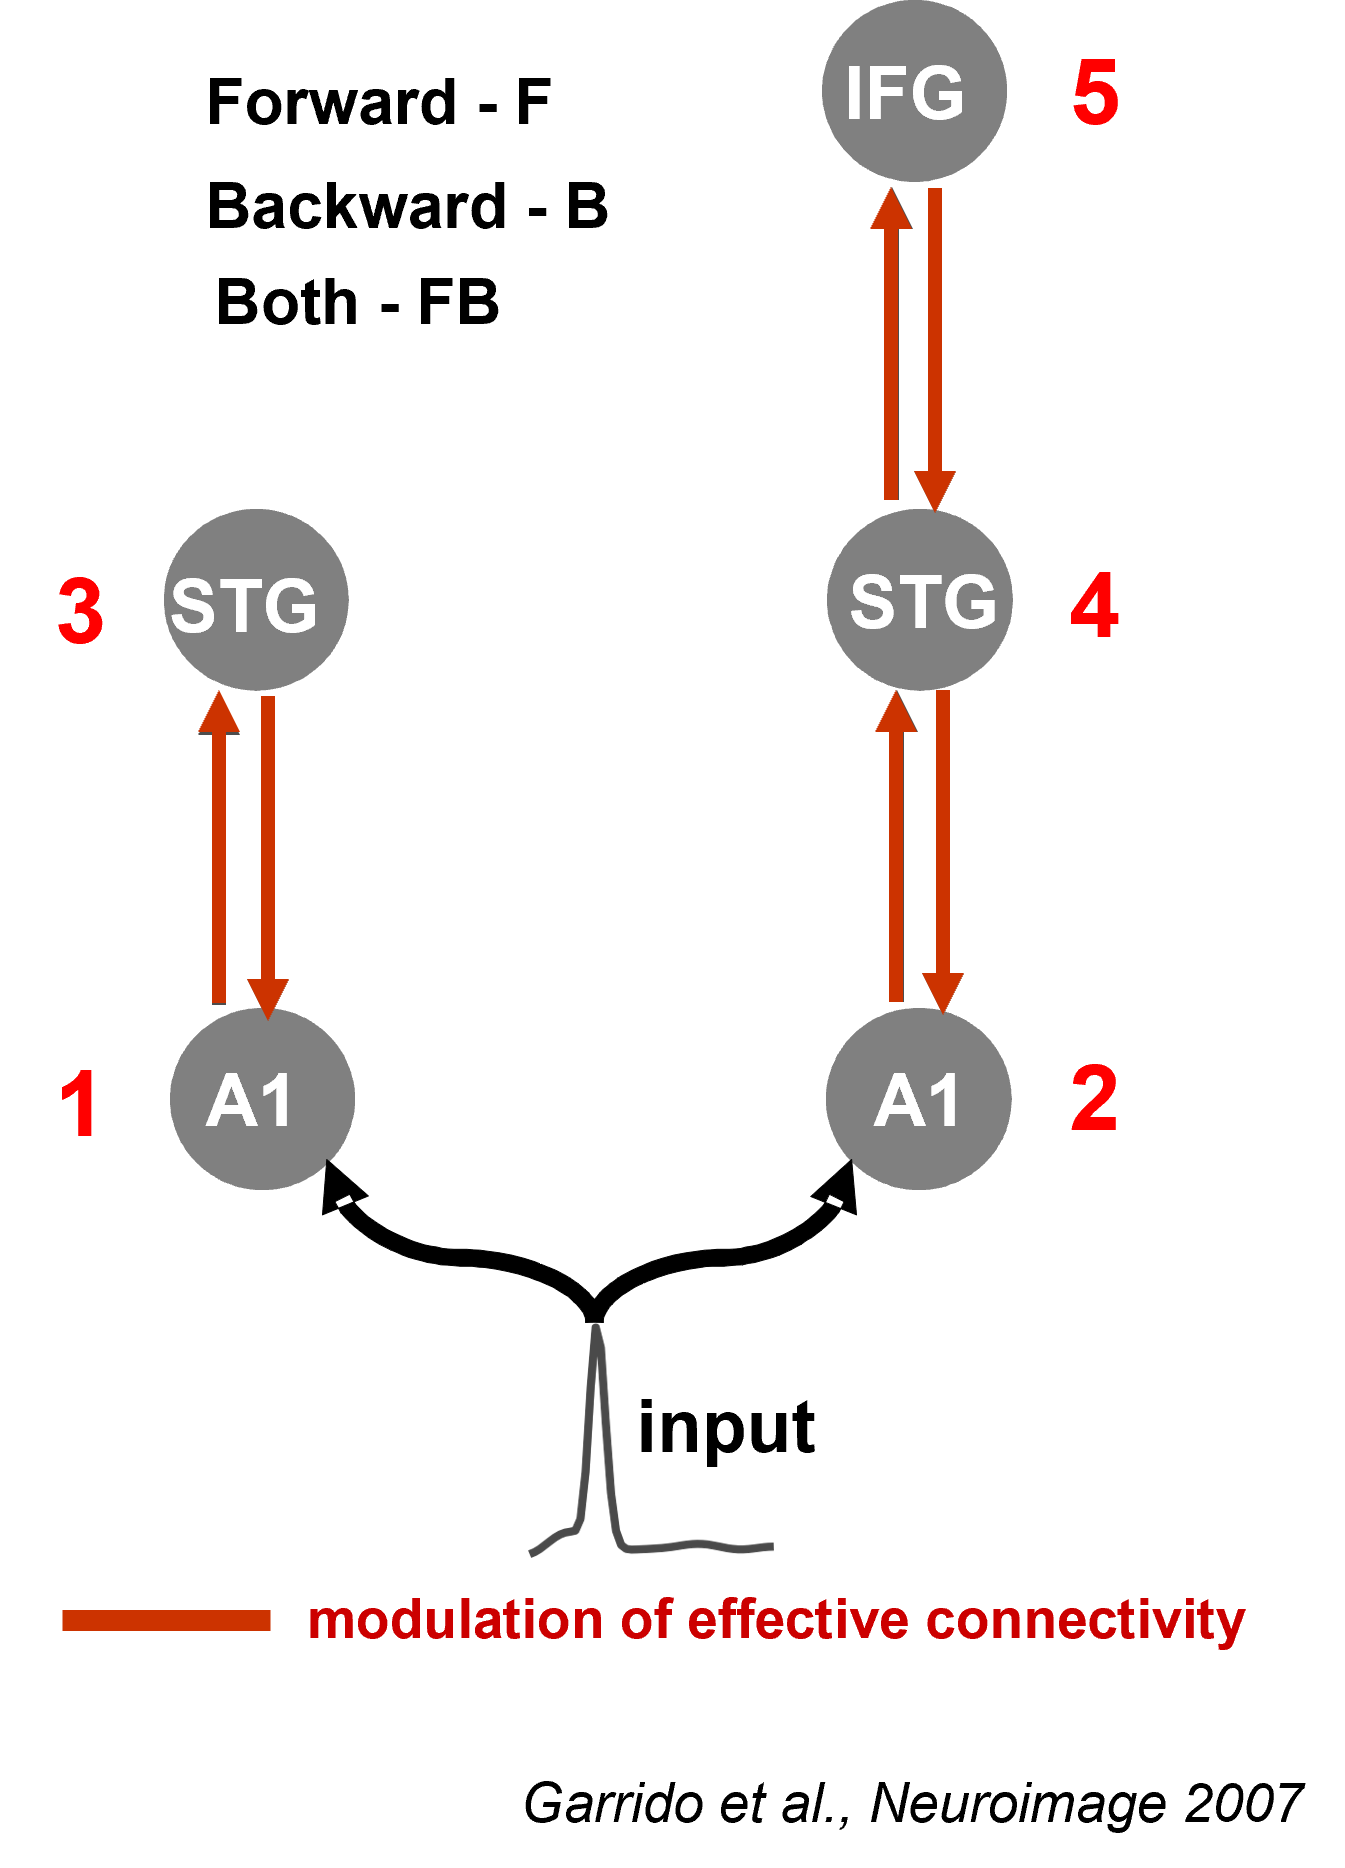 Forward - F
Backward - B
Both - FB
IFG
5
3
STG
STG
4
1
A1
A1
2
input
modulation of effective connectivity
Garrido et al., Neuroimage 2007